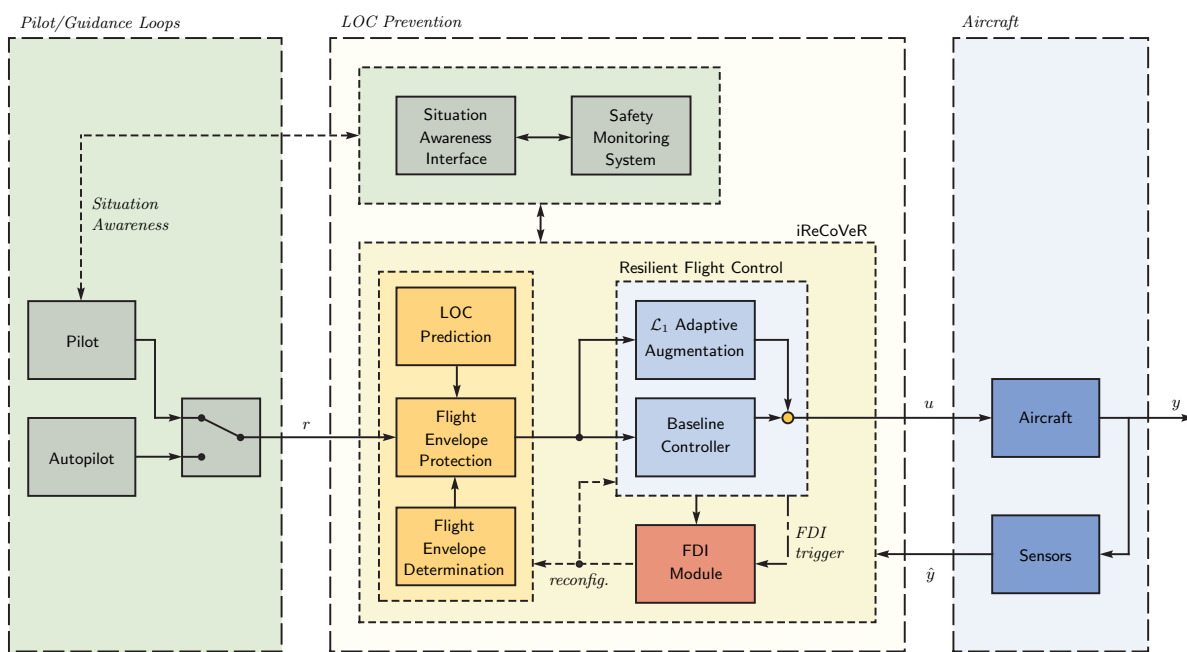 Pilot/Guidance Loops
LOC Prevention
Aircraft
Situation
Awareness
Interface
Safety
Monitoring
System
Situation
Awareness
iReCoVeR
Resilient Flight Control
LOC
Prediction
ℒ₁ Adaptive
Augmentation
Pilot
Autopilot
r
Flight
Envelope
Protection
Baseline
Controller
u
Aircraft
y
Flight
Envelope
Determination
reconfig.
FDI
Module
FDI
trigger
ŷ
Sensors